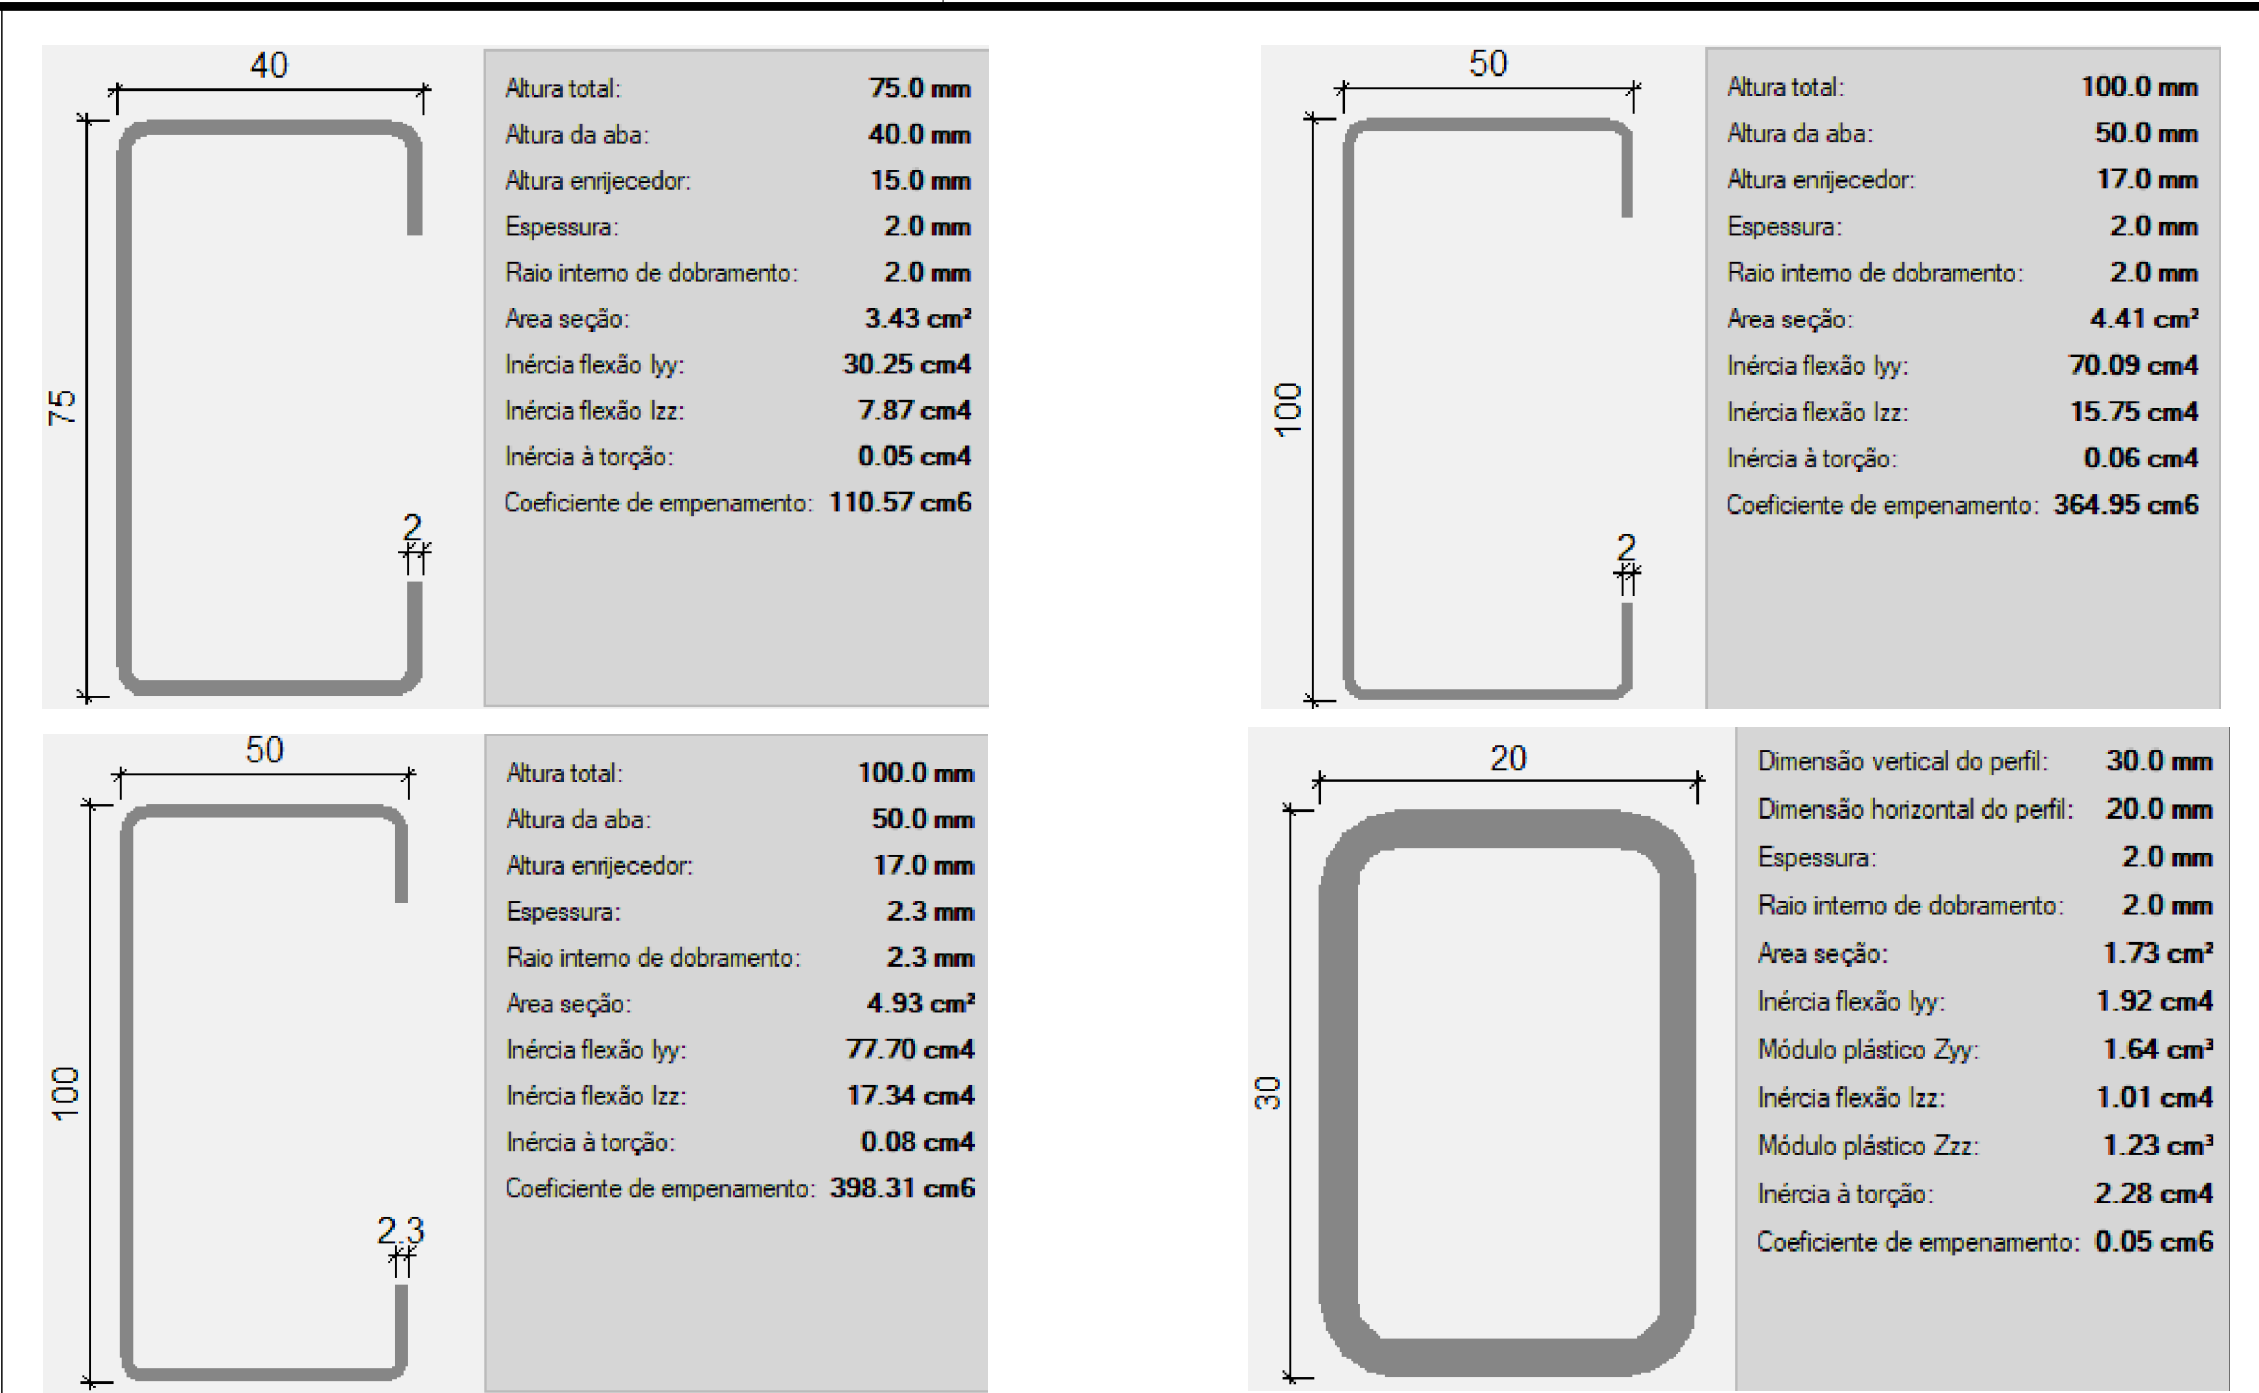 40
75
2
Altura total: 75.0 mm
Altura da aba: 40.0 mm
Altura enrijecedor: 15.0 mm
Espessura: 2.0 mm
Raio interno de dobramento: 2.0 mm
Area seção: 3.43 cm²
Inércia flexão Iyy: 30.25 cm4
Inércia flexão Izz: 7.87 cm4
Inércia à torção: 0.05 cm4
Coeficiente de empenamento: 110.57 cm6
50
100
2
Altura total: 100.0 mm
Altura da aba: 50.0 mm
Altura enrijecedor: 17.0 mm
Espessura: 2.0 mm
Raio interno de dobramento: 2.0 mm
Area seção: 4.41 cm²
Inércia flexão Iyy: 70.09 cm4
Inércia flexão Izz: 15.75 cm4
Inércia à torção: 0.06 cm4
Coeficiente de empenamento: 364.95 cm6
50
100
2.3
Altura total: 100.0 mm
Altura da aba: 50.0 mm
Altura enrijecedor: 17.0 mm
Espessura: 2.3 mm
Raio interno de dobramento: 2.3 mm
Area seção: 4.93 cm²
Inércia flexão Iyy: 77.70 cm4
Inércia flexão Izz: 17.34 cm4
Inércia à torção: 0.08 cm4
Coeficiente de empenamento: 398.31 cm6
20
30
Dimensão vertical do perfil: 30.0 mm
Dimensão horizontal do perfil: 20.0 mm
Espessura: 2.0 mm
Raio interno de dobramento: 2.0 mm
Area seção: 1.73 cm²
Inércia flexão Iyy: 1.92 cm4
Módulo plástico Zyy: 1.64 cm³
Inércia flexão Izz: 1.01 cm4
Módulo plástico Zzz: 1.23 cm³
Inércia à torção: 2.28 cm4
Coeficiente de empenamento: 0.05 cm6